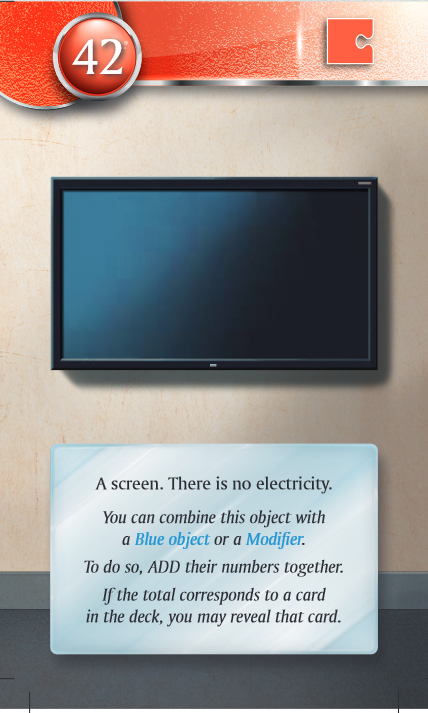 42
A screen. There is no electricity.
You can combine this object with
a Blue object or a Modifier.
To do so, ADD their numbers together.
If the total corresponds to a card
in the deck, you may reveal that card.